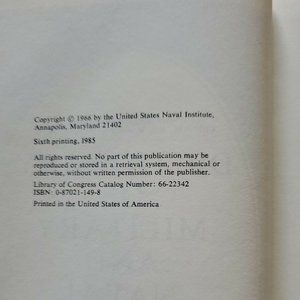 Copyright © 1966 by the United States Naval Institute,
Annapolis, Maryland 21402
Sixth printing, 1985
All rights reserved. No part of this publication may be
reproduced or stored in a retrieval system, mechanical or
otherwise, without written permission of the publisher.
Library of Congress Catalog Number: 66-22342
ISBN: 0-87021-149-8
Printed in the United States of America